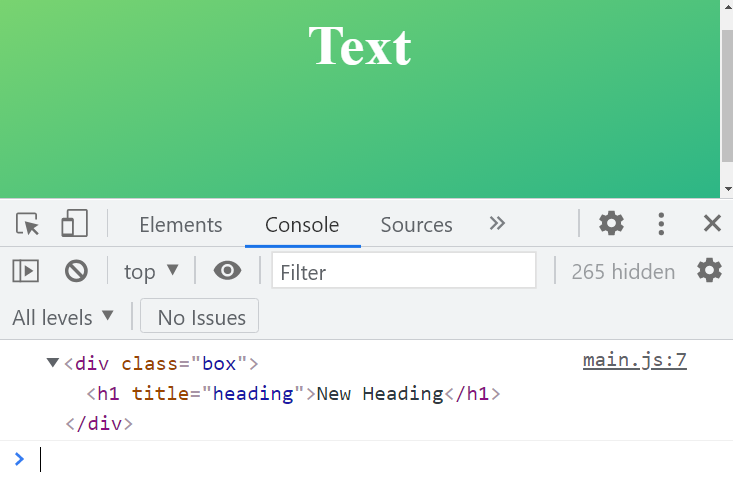 Text
Elements Console Sources
top Filter 265 hidden
All levels No Issues
<div class="box"> main.js:7
<h1 title="heading">New Heading</h1>
</div>